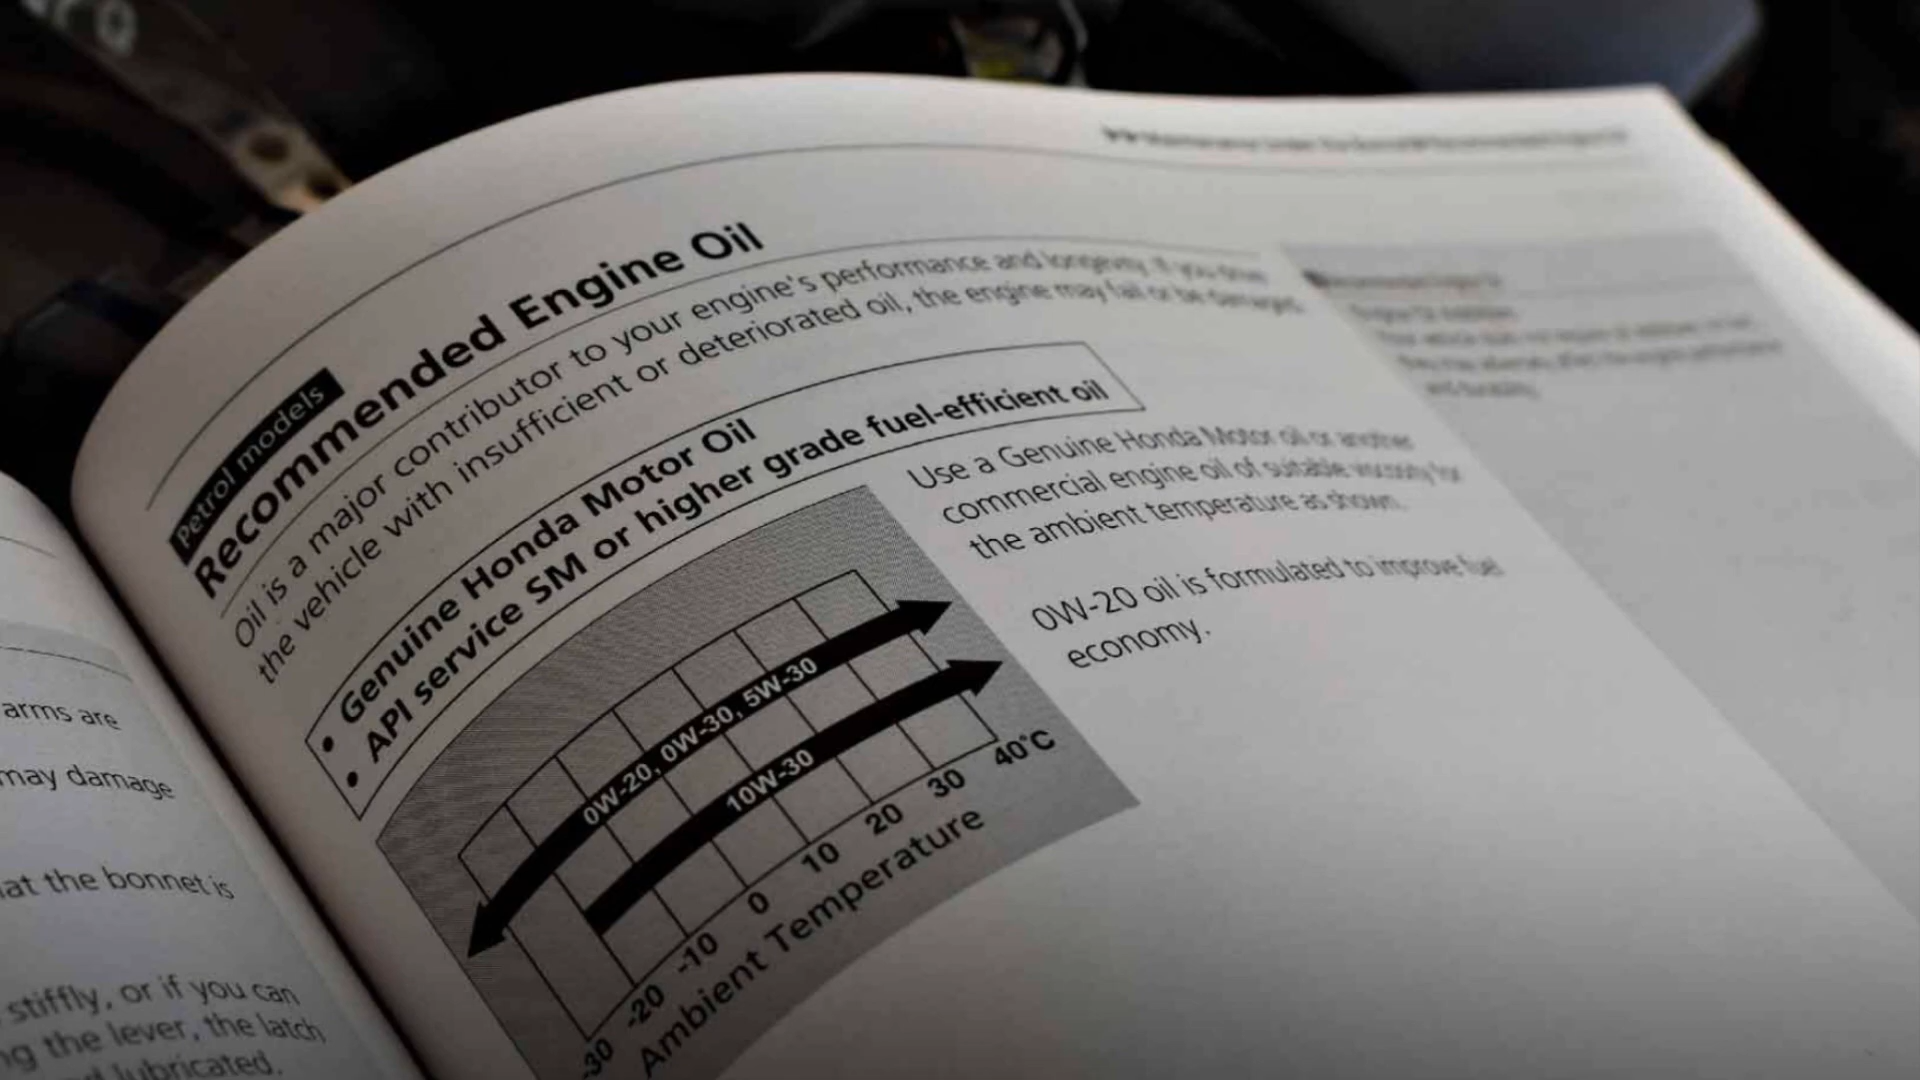 arms are
may damage
at the bonnet is
stiffly, or if you can
ng the lever, the latch
lubricated.
Petrol models
Recommended Engine Oil
Oil is a major contributor to your engine's performance and longevity. If you drive
the vehicle with insufficient or deteriorated oil, the engine may fail or be damaged.
• Genuine Honda Motor Oil
• API service SM or higher grade fuel-efficient oil
Use a Genuine Honda Motor oil or another
commercial engine oil of suitable viscosity for
the ambient temperature as shown.
0W-20 oil is formulated to improve fuel
economy.
0W-20, 0W-30, 5W-30
10W-30
-30 -20 -10 0 10 20 30 40°C
Ambient Temperature